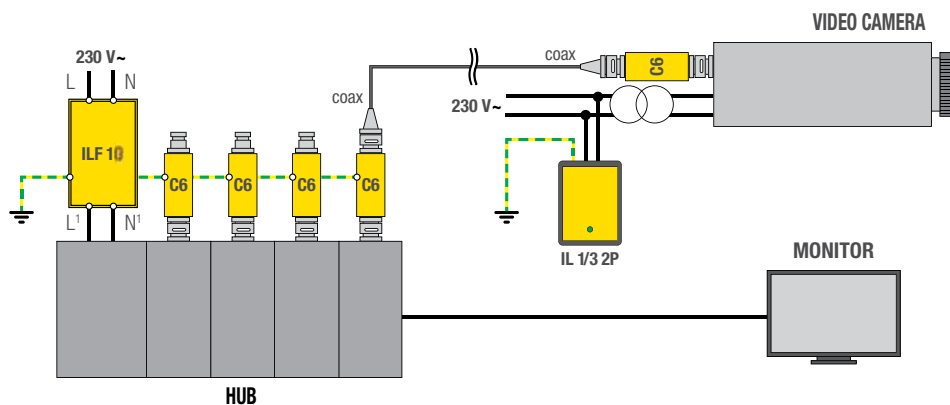 VIDEO CAMERA
230 V~
L N
coax
coax
C6
coax
230 V~
ILF 10
C6
C6
C6
C6
L¹ N¹
IL 1/3 2P
MONITOR
HUB